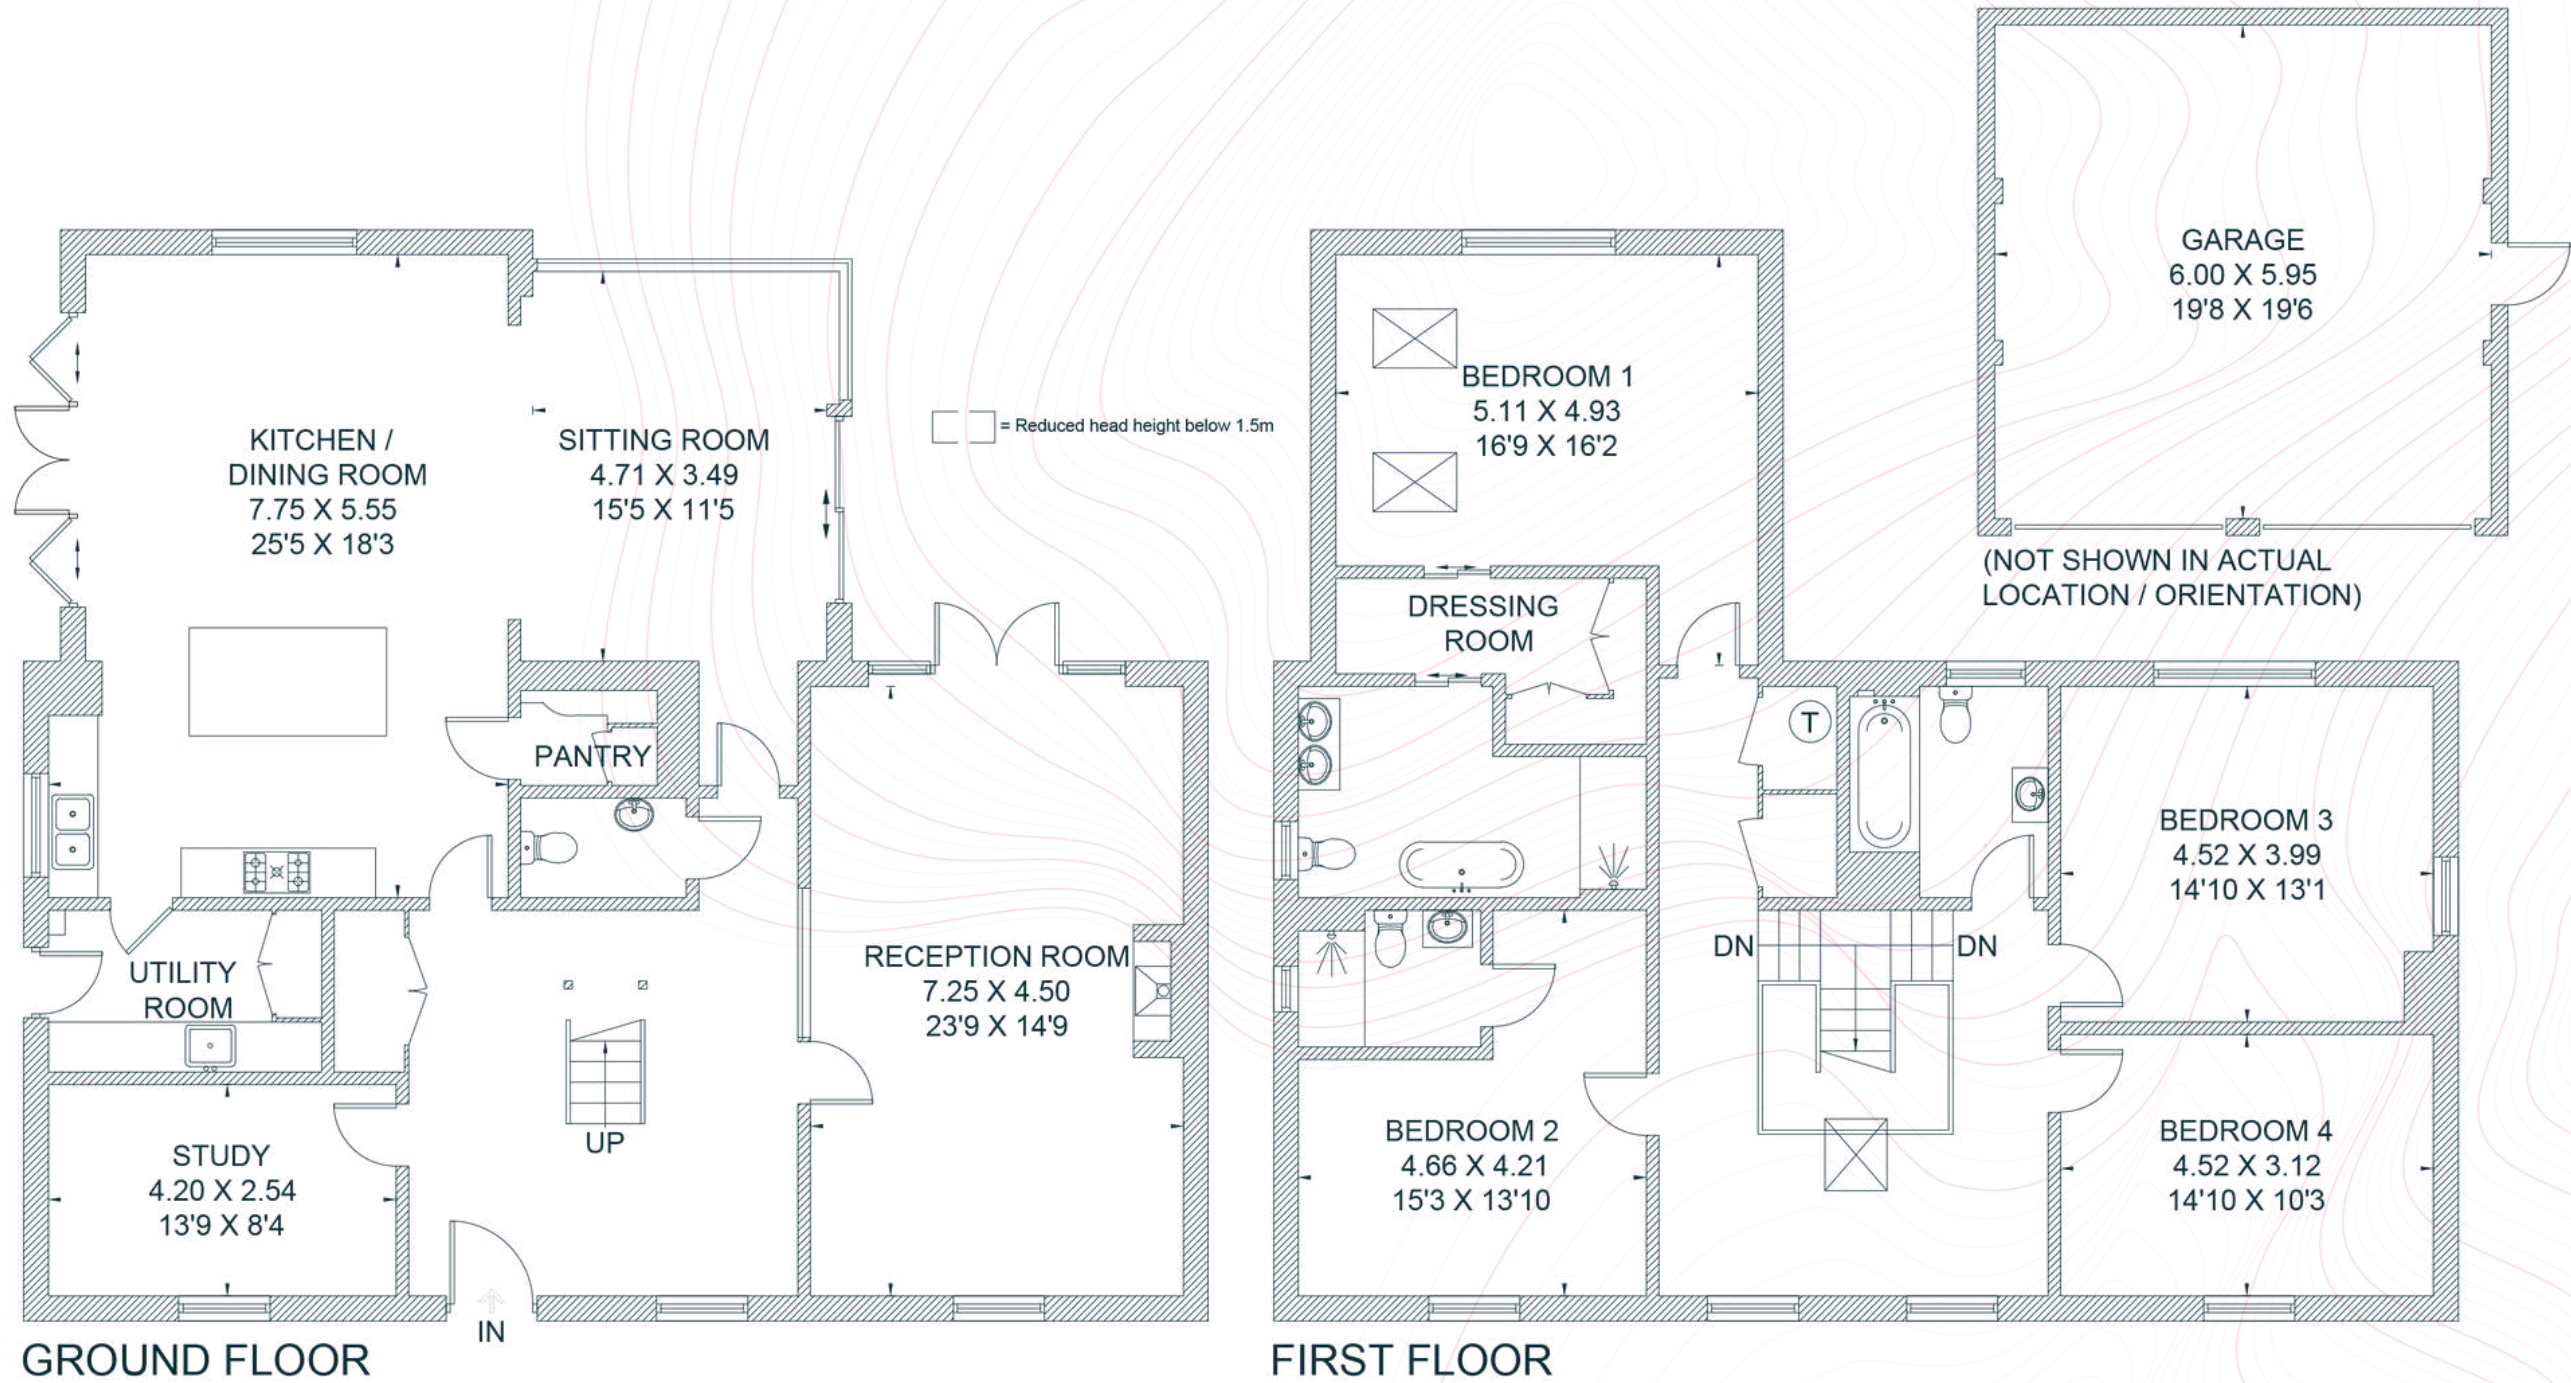 KITCHEN /
DINING ROOM
7.75 X 5.55
25'5 X 18'3
SITTING ROOM
4.71 X 3.49
15'5 X 11'5
= Reduced head height below 1.5m
PANTRY
UTILITY
ROOM
RECEPTION ROOM
7.25 X 4.50
23'9 X 14'9
STUDY
4.20 X 2.54
13'9 X 8'4
UP
IN
GROUND FLOOR
BEDROOM 1
5.11 X 4.93
16'9 X 16'2
DRESSING
ROOM
T
BEDROOM 3
4.52 X 3.99
14'10 X 13'1
DN
DN
BEDROOM 2
4.66 X 4.21
15'3 X 13'10
BEDROOM 4
4.52 X 3.12
14'10 X 10'3
FIRST FLOOR
GARAGE
6.00 X 5.95
19'8 X 19'6
(NOT SHOWN IN ACTUAL
LOCATION / ORIENTATION)